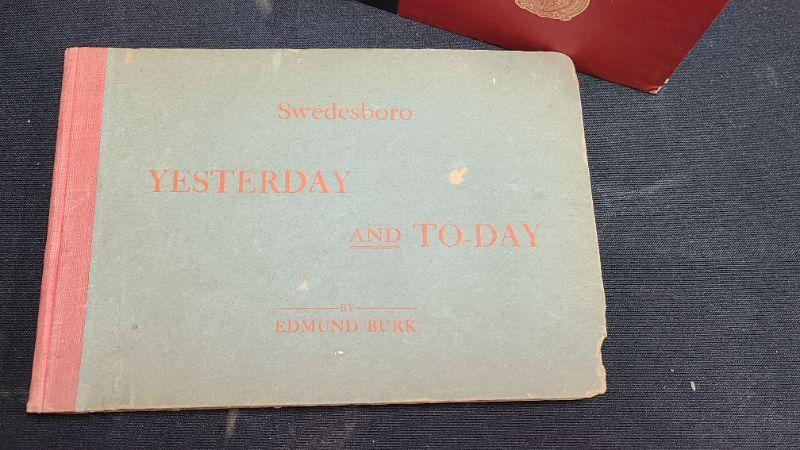 Swedesboro
YESTERDAY
AND TO-DAY
BY
EDMUND BURK